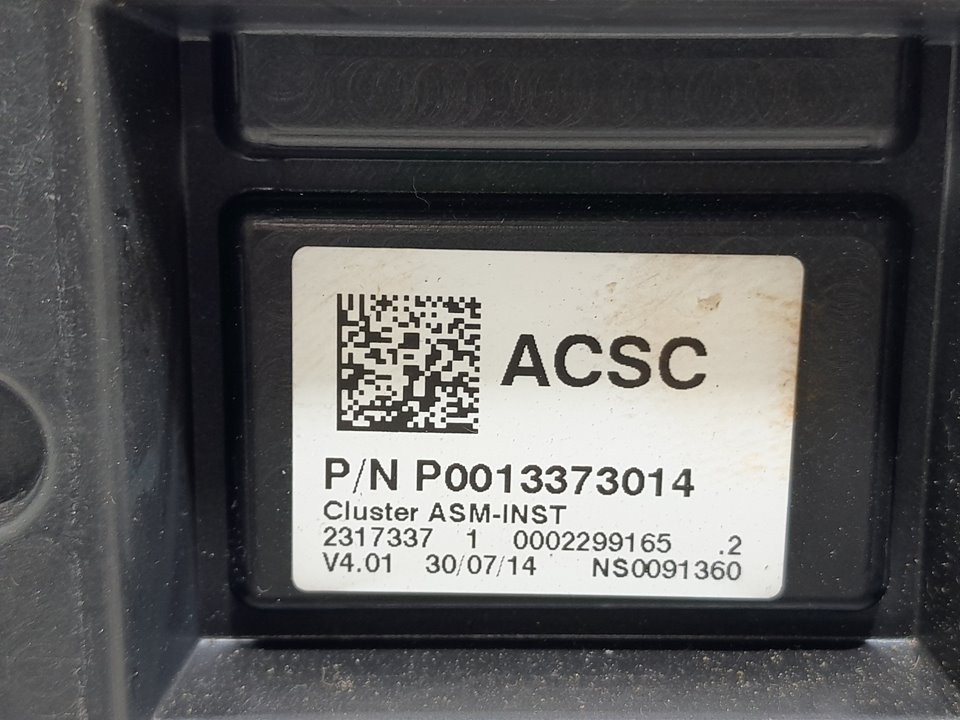 ACSC
P/N P0013373014
Cluster ASM-INST
2317337 1 0002299165 .2
V4.01 30/07/14 NS0091360